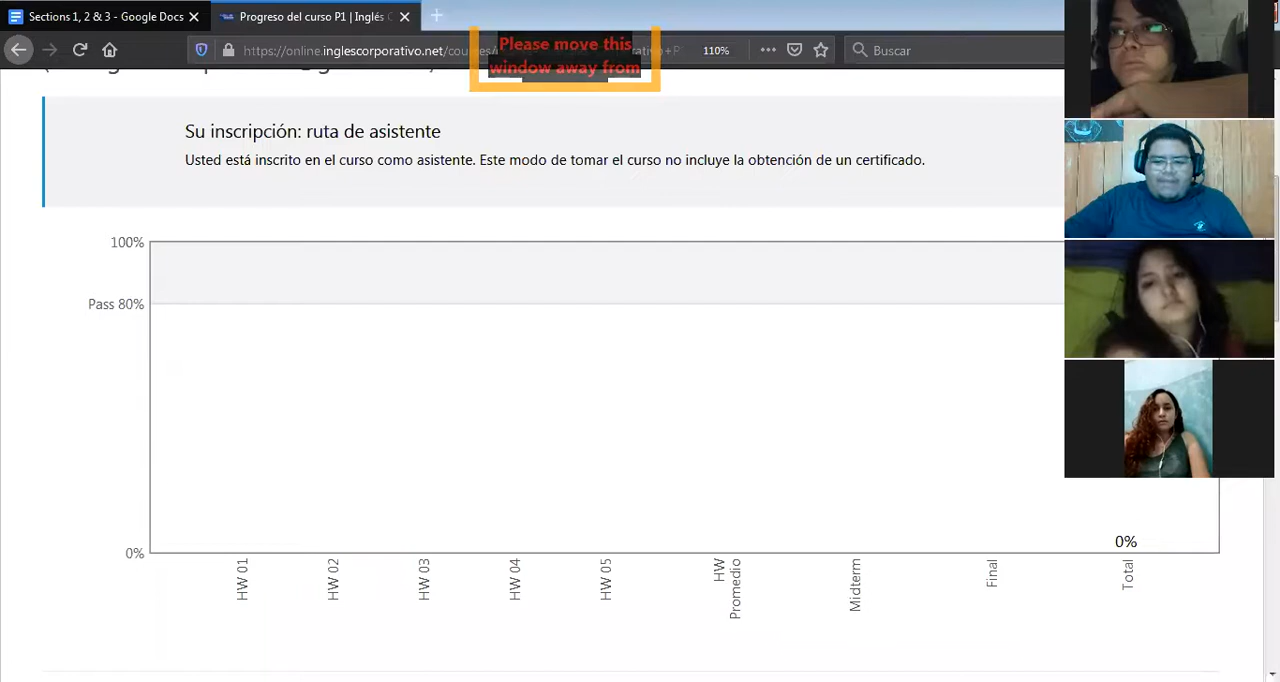 Sections 1, 2 & 3 - Google Docs
Progreso del curso P1 | Inglés C
https://online.inglescorporativo.net/cours
110%
Buscar
Please move this
window away from
Su inscripción: ruta de asistente
Usted está inscrito en el curso como asistente. Este modo de tomar el curso no incluye la obtención de un certificado.
100%
Pass 80%
0%
0%
HW 01
HW 02
HW 03
HW 04
HW 05
HW
Promedio
Midterm
Final
Total